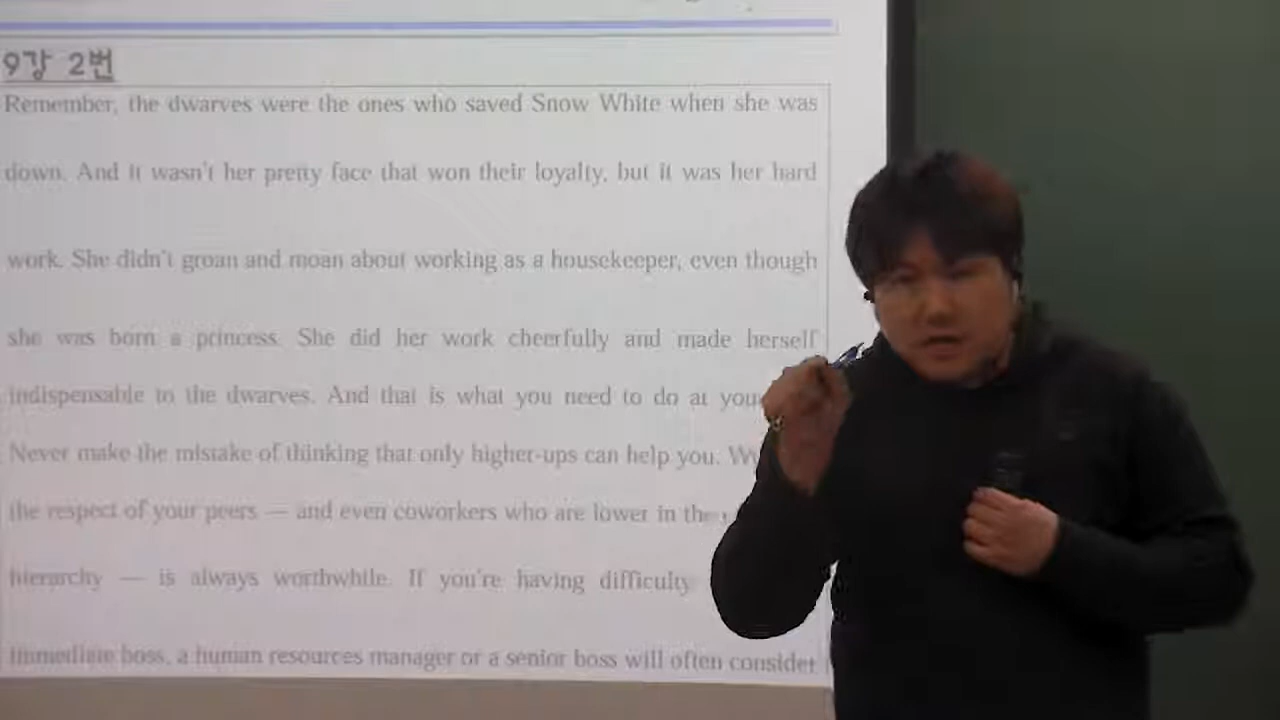 9강 2번
Remember, the dwarves were the ones who saved Snow White when she was
down. And it wasn't her pretty face that won their loyalty, but it was her hard
work. She didn't groan and moan about working as a housekeeper, even though
she was born a princess. She did her work cheerfully and made herself
indispensable to the dwarves. And that is what you need to do at
Never make the mistake of thinking that only higher-ups can help you.
the respect of your peers — and even coworkers who are lower in the
hierarchy — is always worthwhile. If you're having difficulty
immediate boss, a human resources manager or a senior boss will often consider